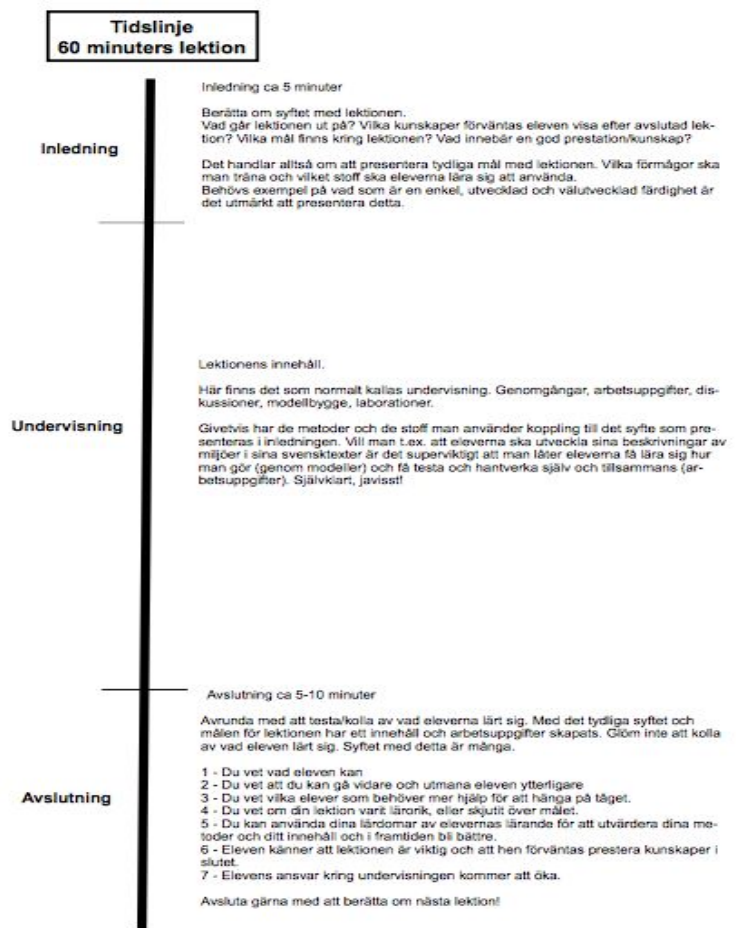 Tidslinje
60 minuters lektion
Inledning
Inledning ca 5 minuter
Berätta om syftet med lektionen.
Vad går lektionen ut på? Vilka kunskaper förväntas eleven visa efter avslutad lek-
tion? Vilka mål finns kring lektionen? Vad innebär en god prestation/kunskap?
Det handlar alltså om att presentera tydliga mål med lektionen. Vilka förmågor ska
man träna och vilket stoff ska eleverna lära sig att använda.
Behövs exempel på vad som är en enkel, utvecklad och välutvecklad färdighet är
det utmärkt att presentera detta.
Undervisning
Lektionens innehåll.
Här finns det som normalt kallas undervisning. Genomgångar, arbetsuppgifter, dis-
kussioner, modellbygge, laborationer.
Givetvis har de metoder och de stoff man använder koppling till det syfte som pre-
senteras i inledningen. Vill man t.ex. att eleverna ska utveckla sina beskrivningar av
miljöer i sina svensktexter är det superviktigt att man låter eleverna få lära sig hur
man gör (genom modeller) och få testa och hantverka själv och tillsammans (ar-
betsuppgifter). Självklart, javisst!
Avslutning
Avslutning ca 5-10 minuter
Avrunda med att testa/kolla av vad eleverna lärt sig. Med det tydliga syftet och
målen för lektionen har ett innehåll och arbetsuppgifter skapats. Glöm inte att kolla
av vad eleven lärt sig. Syftet med detta är många.
1 - Du vet vad eleven kan
2 - Du vet att du kan gå vidare och utmana eleven ytterligare
3 - Du vet vilka elever som behöver mer hjälp för att hänga på tåget.
4 - Du vet om din lektion varit lärorik, eller skjutit över målet.
5 - Du kan använda dina lärdomar av elevernas lärande för att utvärdera dina me-
toder och ditt innehåll och i framtiden bli bättre.
6 - Eleven känner att lektionen är viktig och att hen förväntas prestera kunskaper i
slutet.
7 - Elevens ansvar kring undervisningen kommer att öka.
Avsluta gärna med att berätta om nästa lektion!